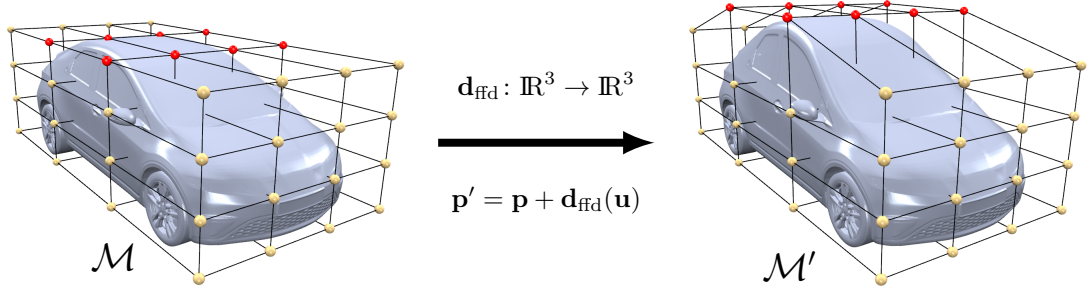 d_ffd : ℝ³ → ℝ³
p′ = p + d_ffd(u)
ℳ
ℳ′